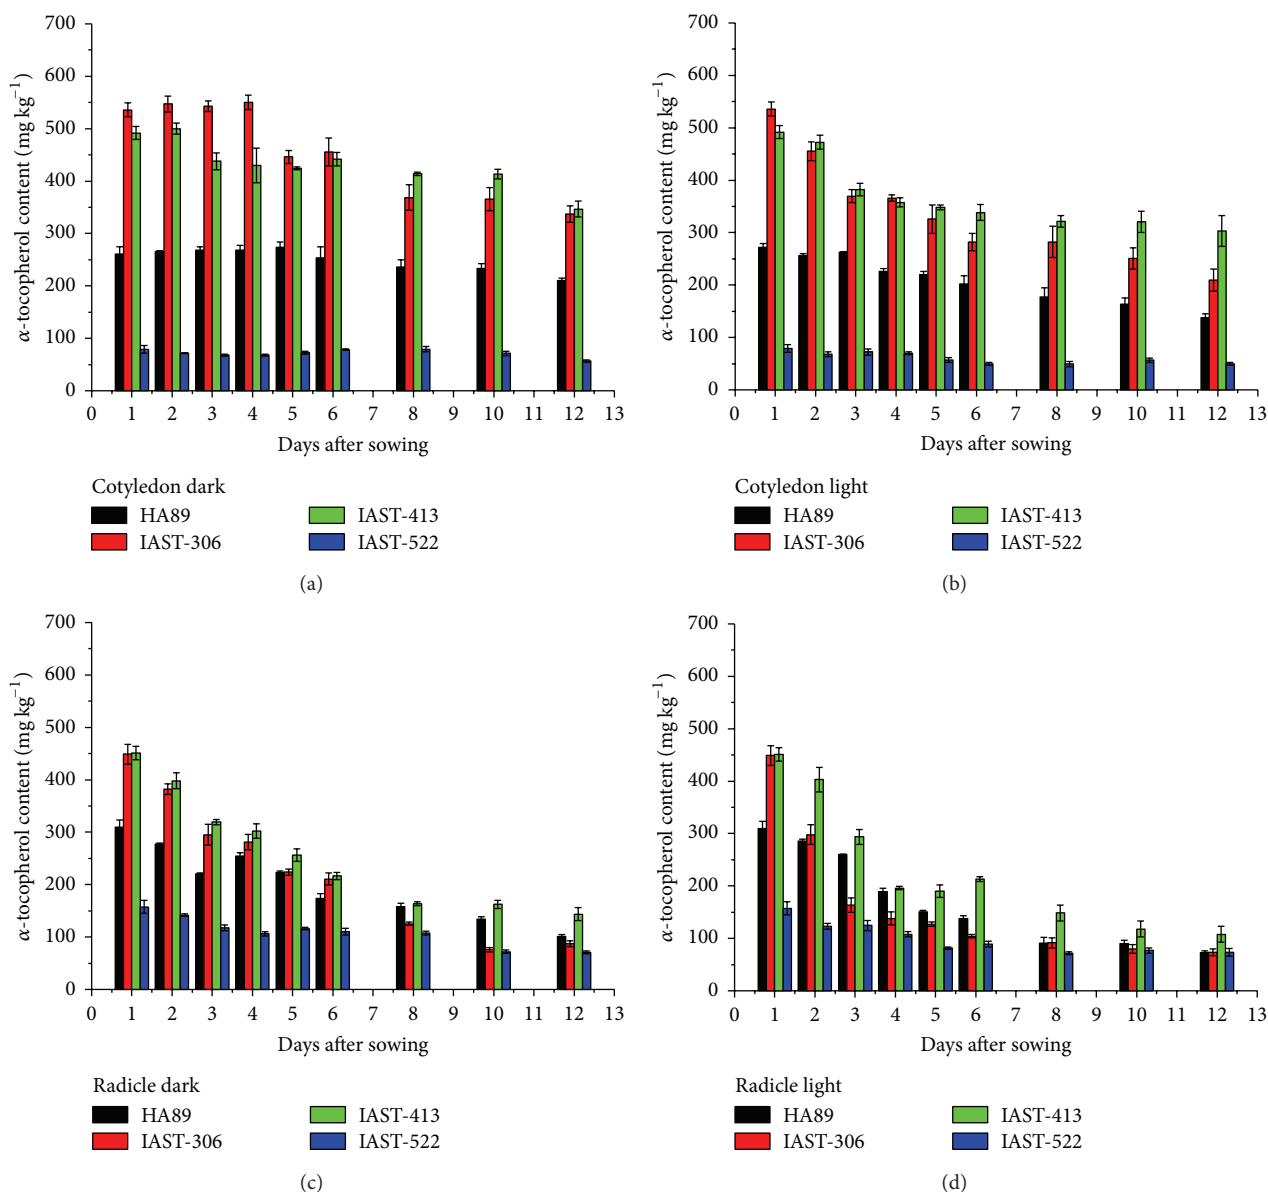 700
600
500
400
300
200
100
0
α-tocopherol content (mg kg⁻¹)
0 1 2 3 4 5 6 7 8 9 10 11 12 13
Days after sowing
Cotyledon dark
HA89 IAST-413
IAST-306 IAST-522
(a)
700
600
500
400
300
200
100
0
α-tocopherol content (mg kg⁻¹)
0 1 2 3 4 5 6 7 8 9 10 11 12 13
Days after sowing
Cotyledon light
HA89 IAST-413
IAST-306 IAST-522
(b)
700
600
500
400
300
200
100
0
α-tocopherol content (mg kg⁻¹)
0 1 2 3 4 5 6 7 8 9 10 11 12 13
Days after sowing
Radicle dark
HA89 IAST-413
IAST-306 IAST-522
(c)
700
600
500
400
300
200
100
0
α-tocopherol content (mg kg⁻¹)
0 1 2 3 4 5 6 7 8 9 10 11 12 13
Days after sowing
Radicle light
HA89 IAST-413
IAST-306 IAST-522
(d)